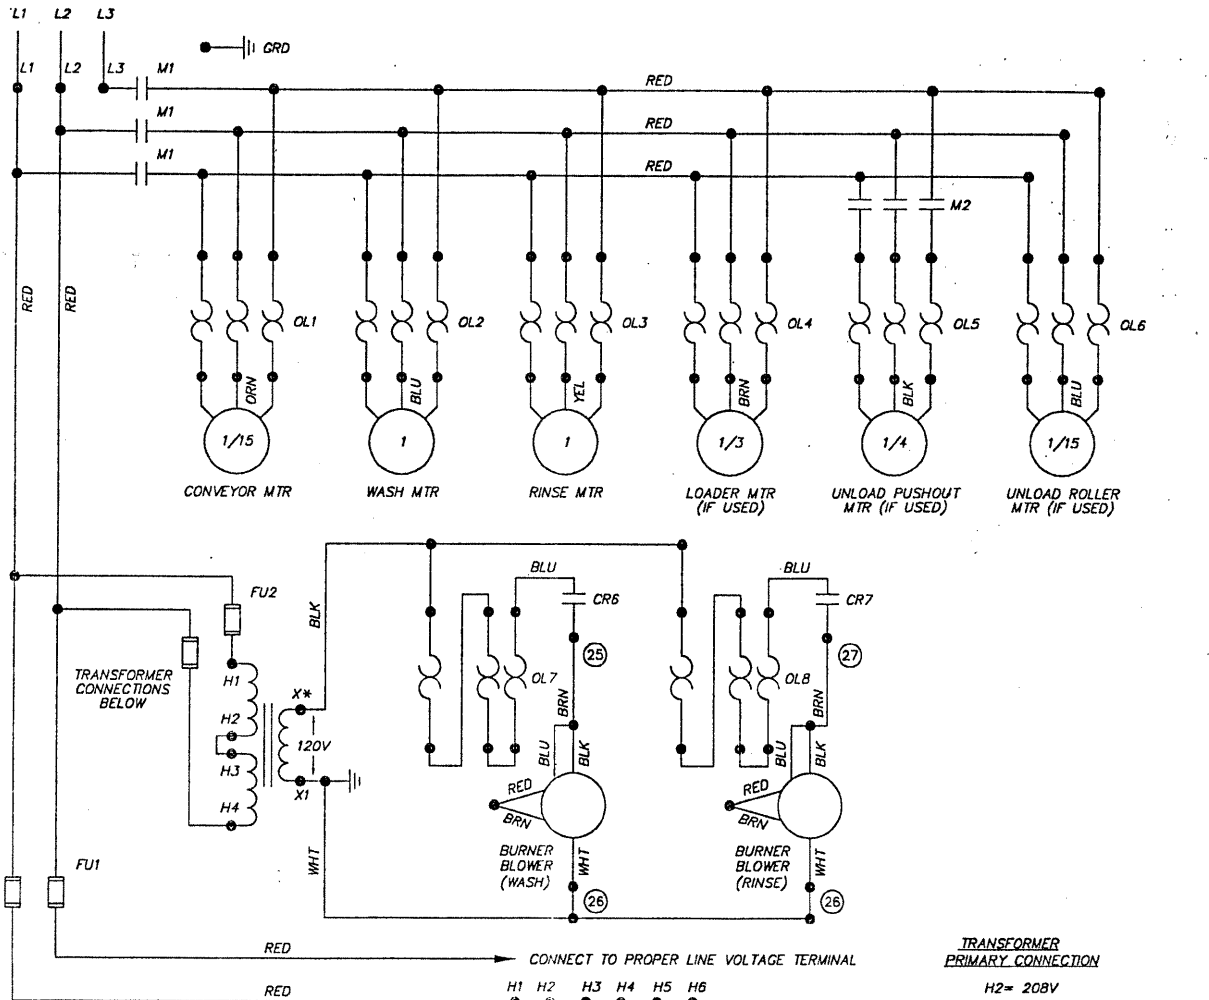 L1 L2 L3
GRD
L1 L2 L3 M1
RED
M1
RED
M1
RED
M2
RED
RED
OL1
OL2
OL3
OL4
OL5
OL6
ORN
BLU
YEL
BRN
BLK
BLU
1/15
1
1
1/3
1/4
1/15
CONVEYOR MTR
WASH MTR
RINSE MTR
LOADER MTR
(IF USED)
UNLOAD PUSHOUT
MTR (IF USED)
UNLOAD ROLLER
MTR (IF USED)
FU2
BLK
BLU
CR6
BLU
CR7
25
27
TRANSFORMER
CONNECTIONS
BELOW
H1
H2
H3
H4
X*
120V
X1
OL7
OL8
BRN
BLU
BLK
RED
BRN
BRN
BLU
BLK
RED
BRN
BURNER
BLOWER
(WASH)
WHT
26
BURNER
BLOWER
(RINSE)
WHT
26
WHT
FU1
RED
CONNECT TO PROPER LINE VOLTAGE TERMINAL
TRANSFORMER
PRIMARY CONNECTION
RED
H1 H2 H3 H4 H5 H6
H2= 208V